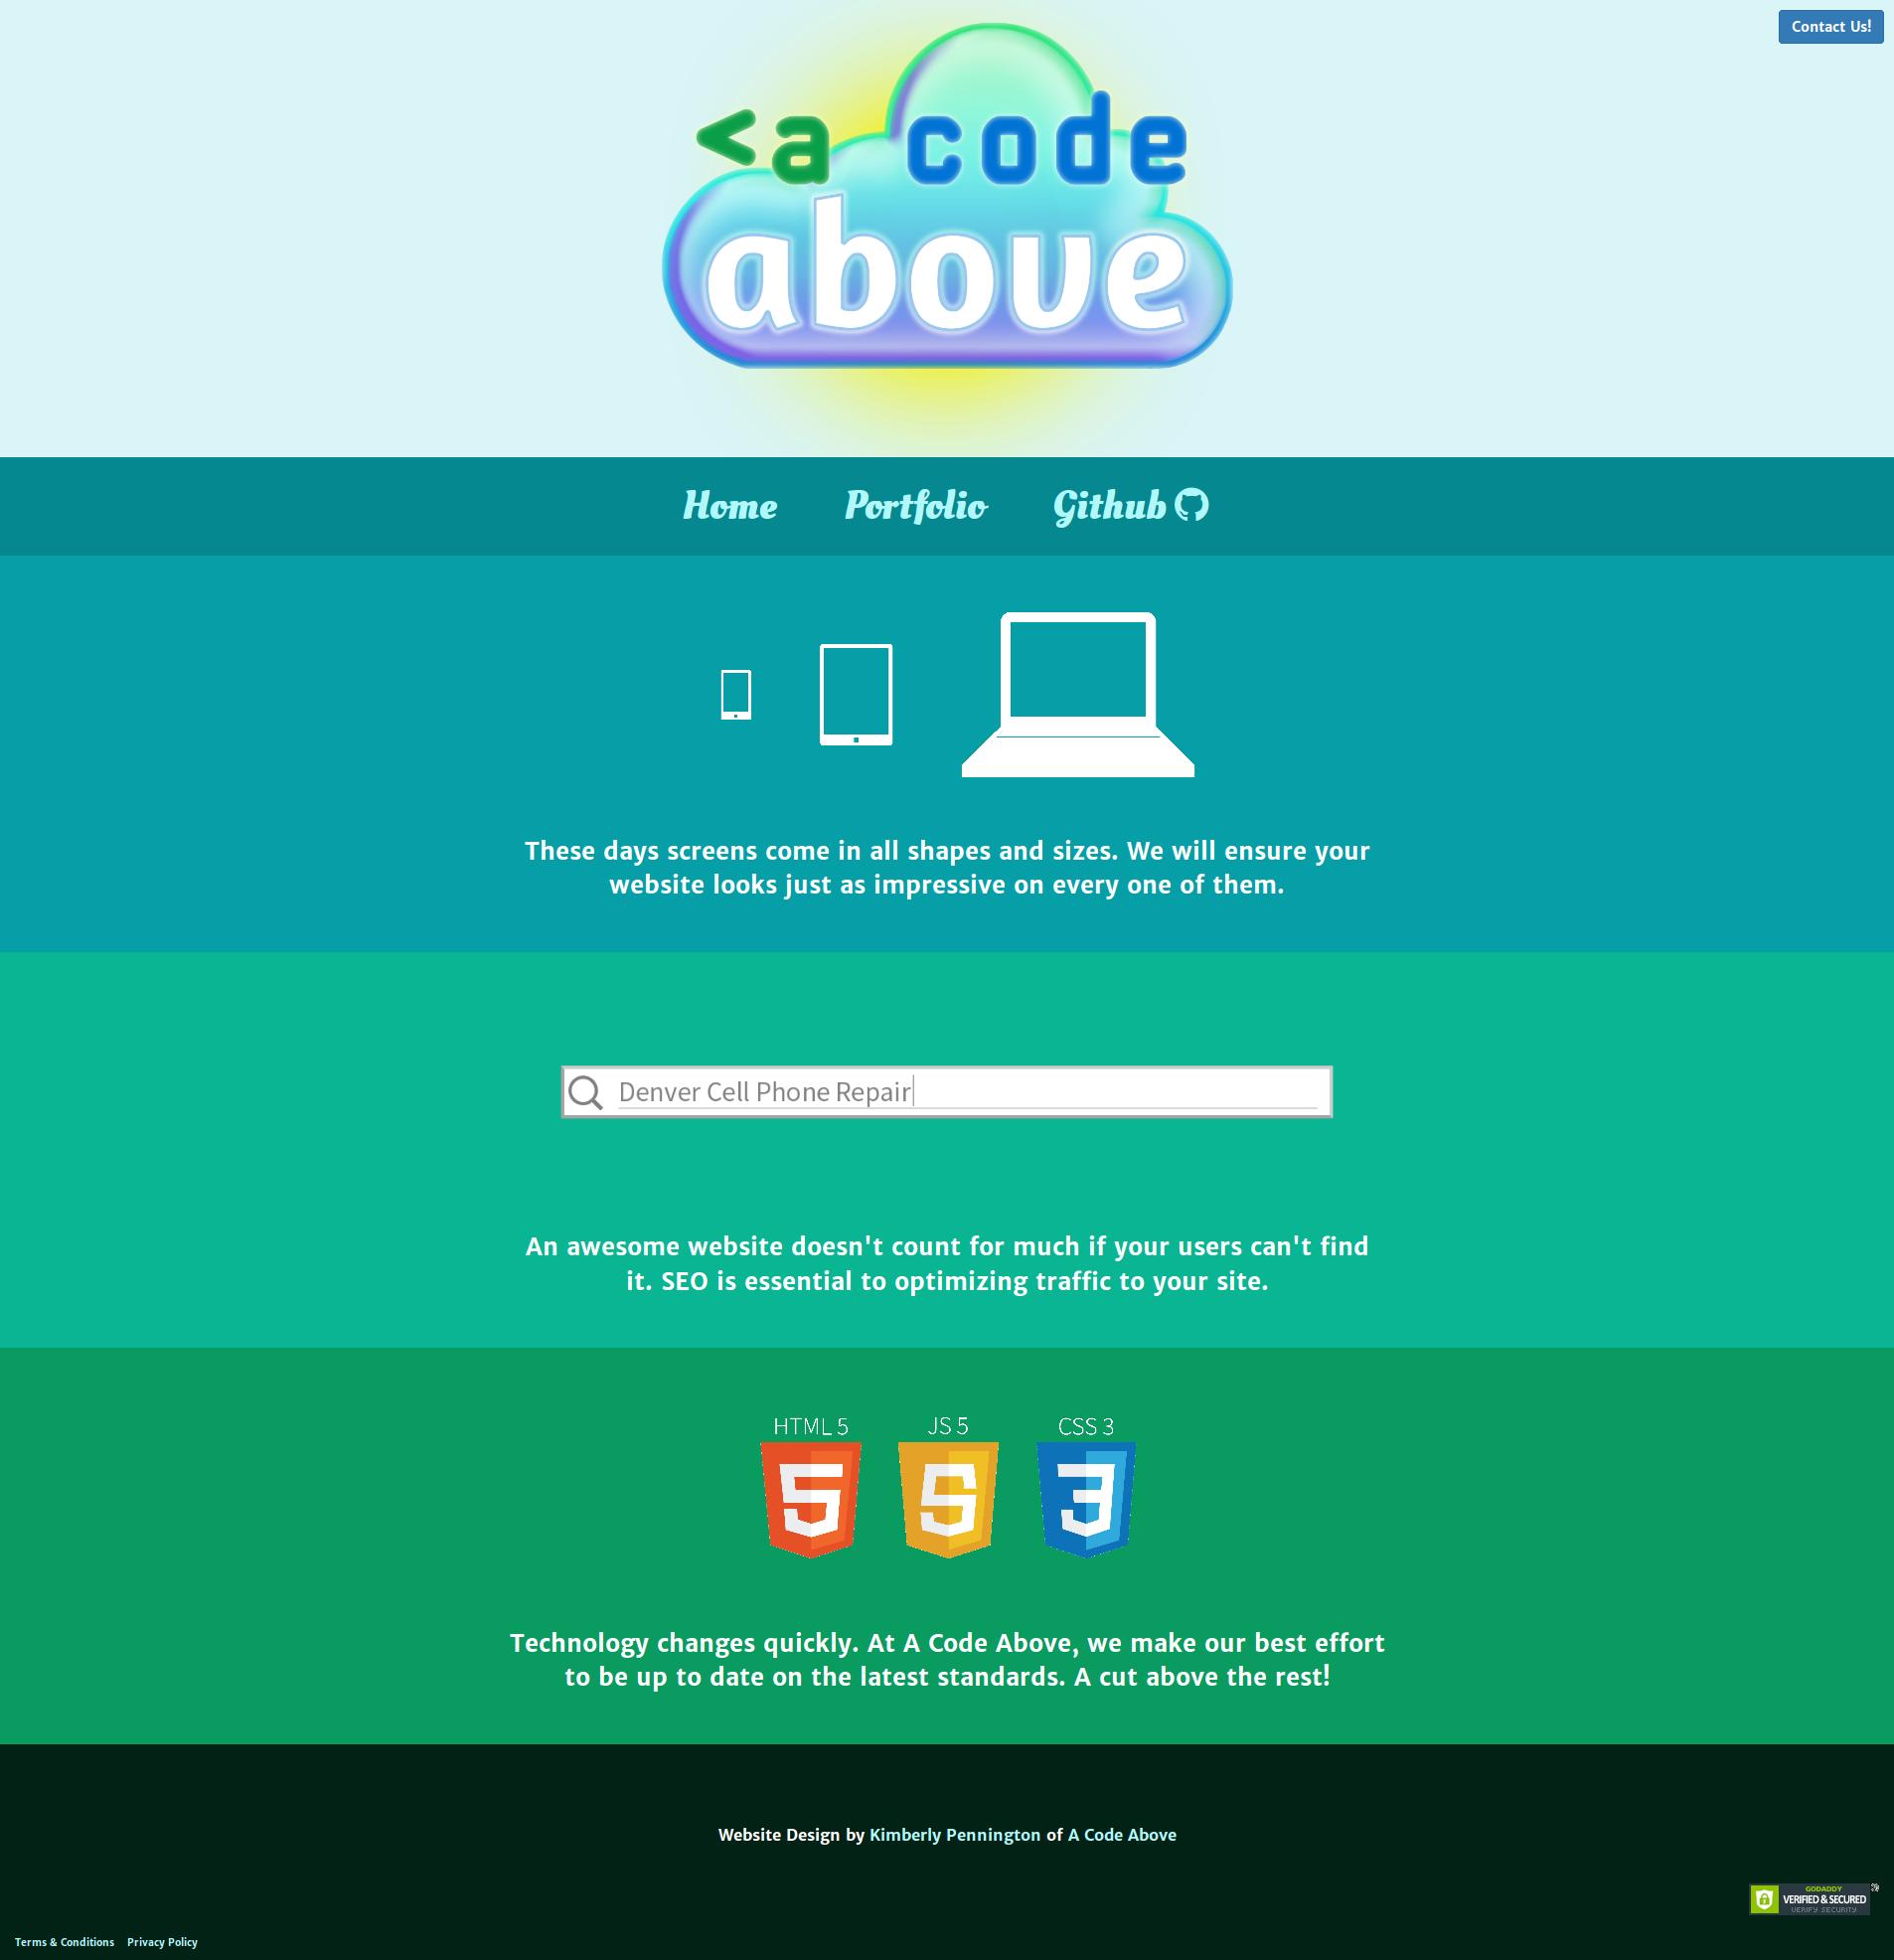 Contact Us!
<a code
above
Home Portfolio Github
These days screens come in all shapes and sizes. We will ensure your
website looks just as impressive on every one of them.
Denver Cell Phone Repair
An awesome website doesn't count for much if your users can't find
it. SEO is essential to optimizing traffic to your site.
HTML 5 JS 5 CSS 3
Technology changes quickly. At A Code Above, we make our best effort
to be up to date on the latest standards. A cut above the rest!
Website Design by Kimberly Pennington of A Code Above
GODADDY
VERIFIED & SECURED
VERIFY SECURITY
Terms & Conditions Privacy Policy